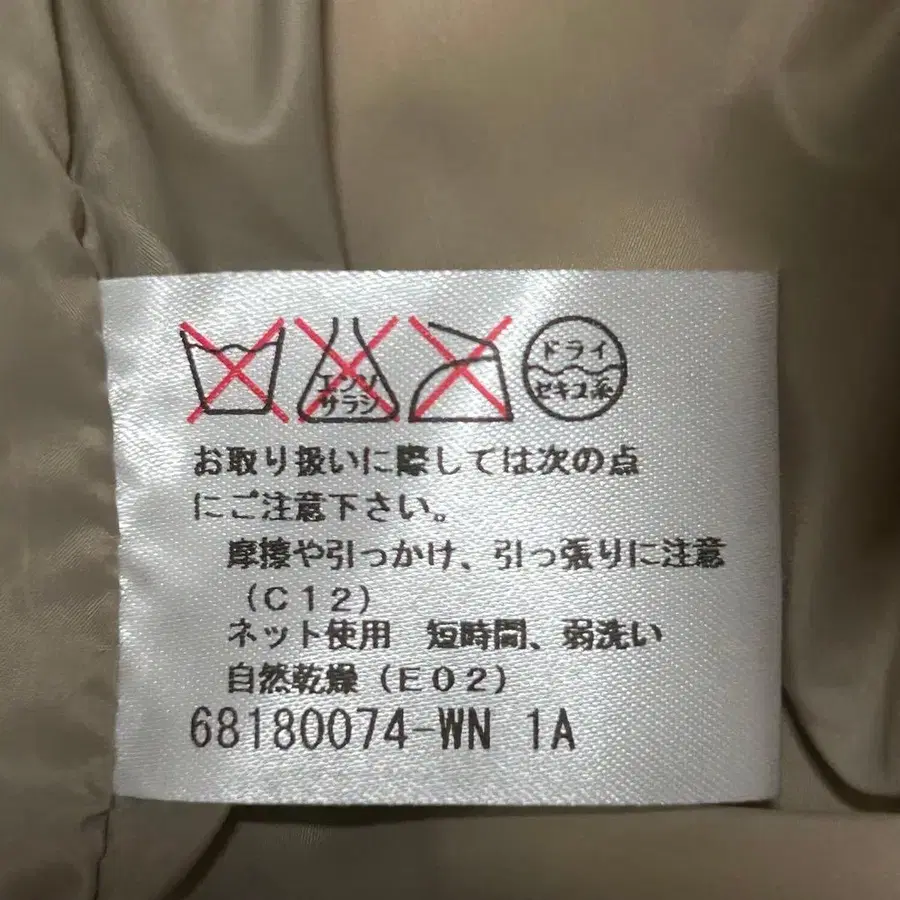 エンソ
サラシ
ドライ
セキユ系
お取り扱いに際しては次の点
にご注意下さい。
摩擦や引っかけ、引っ張りに注意
（C12）
ネット使用　短時間、弱洗い
自然乾燥（E02）
68180074-WN 1A